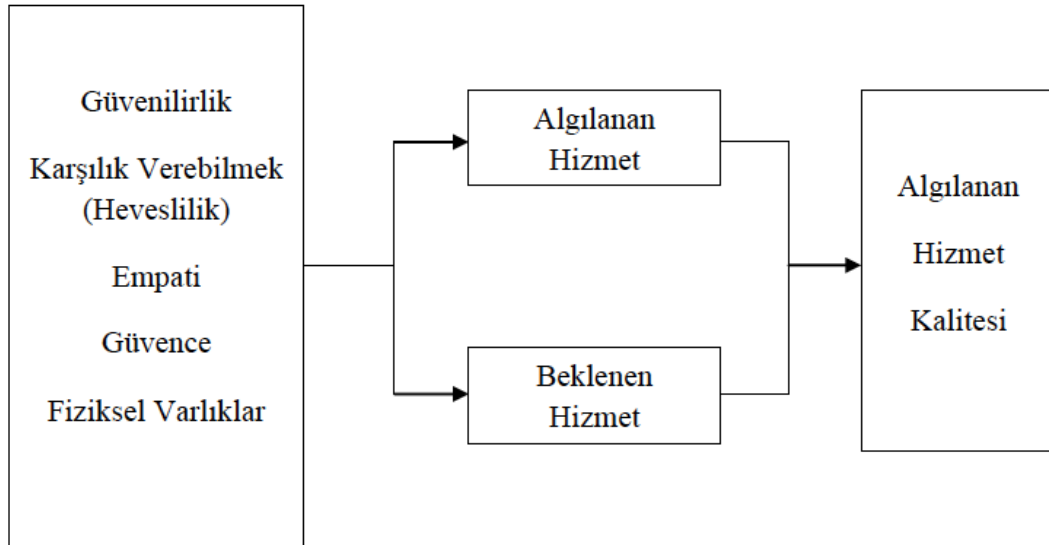 Güvenilirlik
Karşılık Verebilmek
(Heveslilik)
Empati
Güvence
Fiziksel Varlıklar
Algılanan
Hizmet
Beklenen
Hizmet
Algılanan
Hizmet
Kalitesi